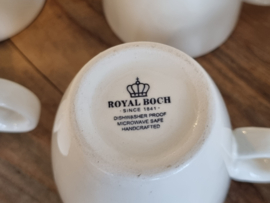 ROYAL BOCH
SINCE 1841
DISHWASHER PROOF
MICROWAVE SAFE
HANDCRAFTED